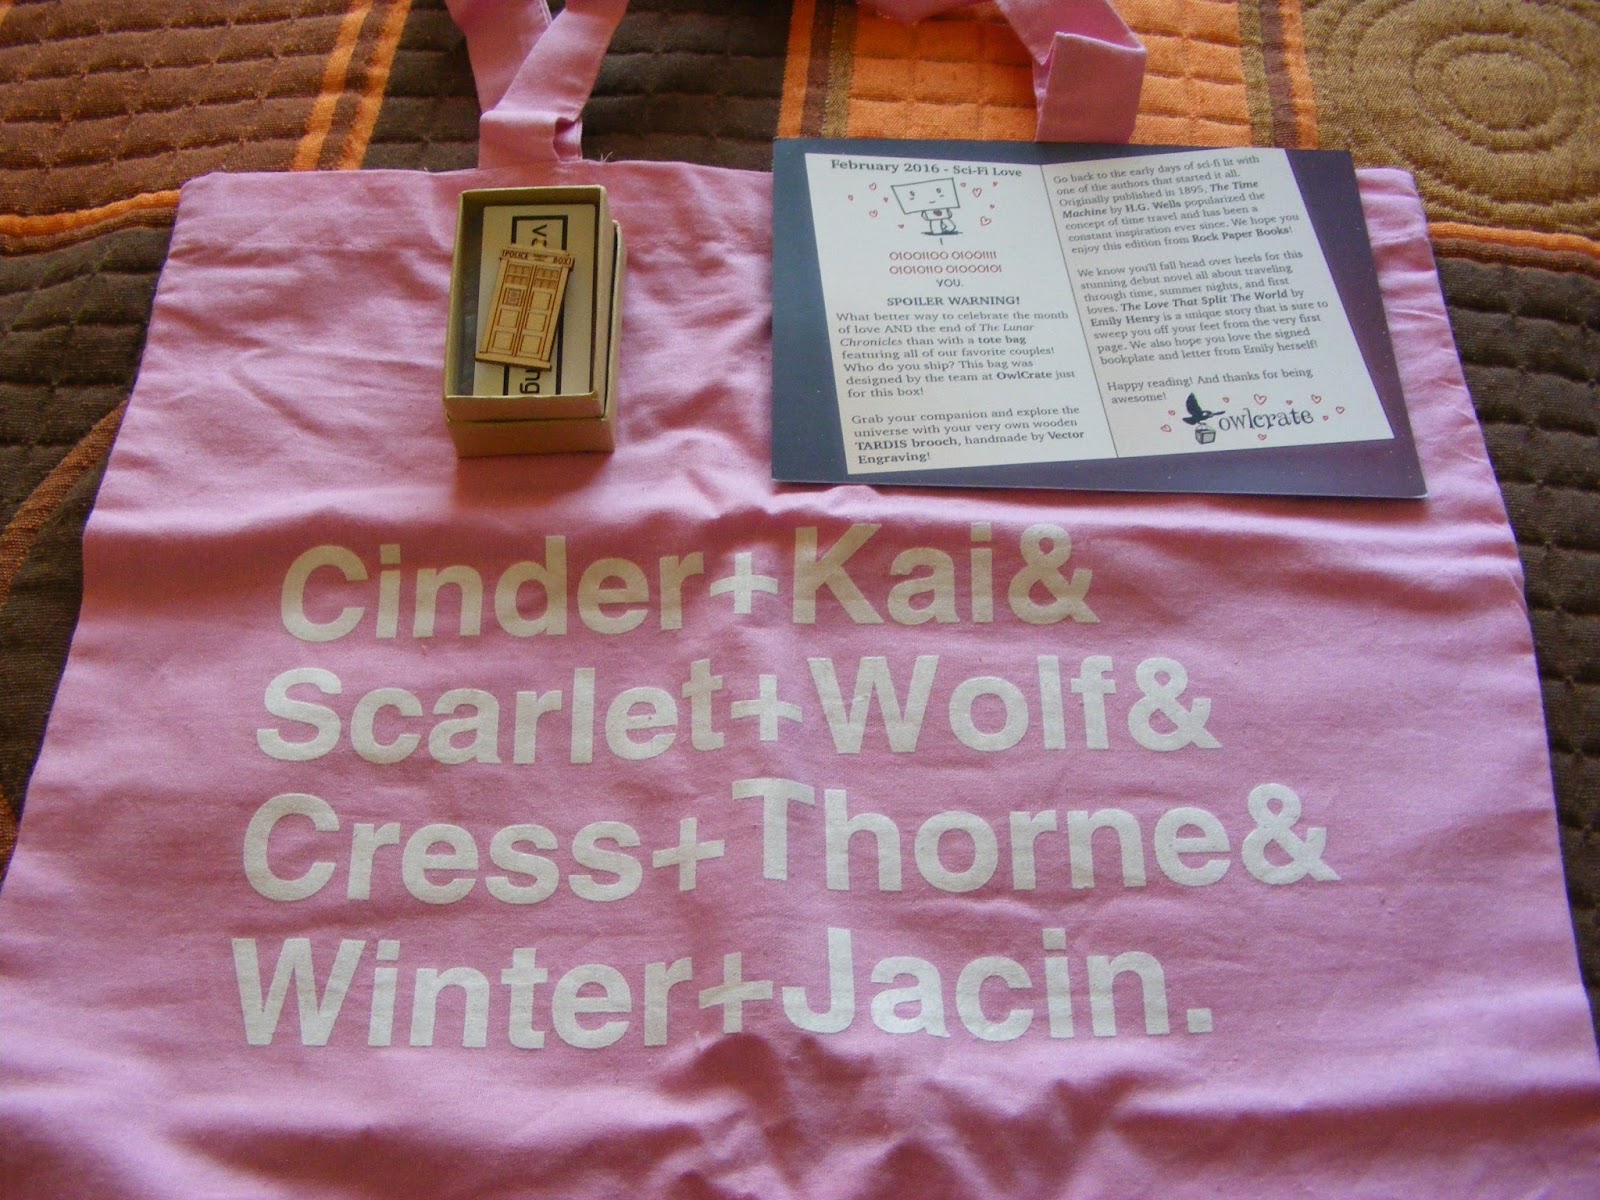 POLICE BOX
Ve
ng
February 2016 - Sci-Fi Love
I
01001100 01001111
01010110 01000101
YOU.
SPOILER WARNING!
What better way to celebrate the month
of love AND the end of The Lunar
Chronicles than with a tote bag
featuring all of our favorite couples!
Who do you ship? This bag was
designed by the team at OwlCrate just
for this box!
Grab your companion and explore the
universe with your very own wooden
TARDIS brooch, handmade by Vector
Engraving!
Go back to the early days of sci-fi lit with
one of the authors that started it all.
Originally published in 1895, The Time
Machine by H.G. Wells popularized the
concept of time travel and has been a
constant inspiration ever since. We hope you
enjoy this edition from Rock Paper Books!
We know you'll fall head over heels for this
stunning debut novel all about traveling
through time, summer nights, and first
loves. The Love That Split The World by
Emily Henry is a unique story that is sure to
sweep you off your feet from the very first
page. We also hope you love the signed
bookplate and letter from Emily herself!
Happy reading! And thanks for being
awesome!
owlcrate
Cinder+Kai&
Scarlet+Wolf&
Cress+Thorne&
Winter+Jacin.